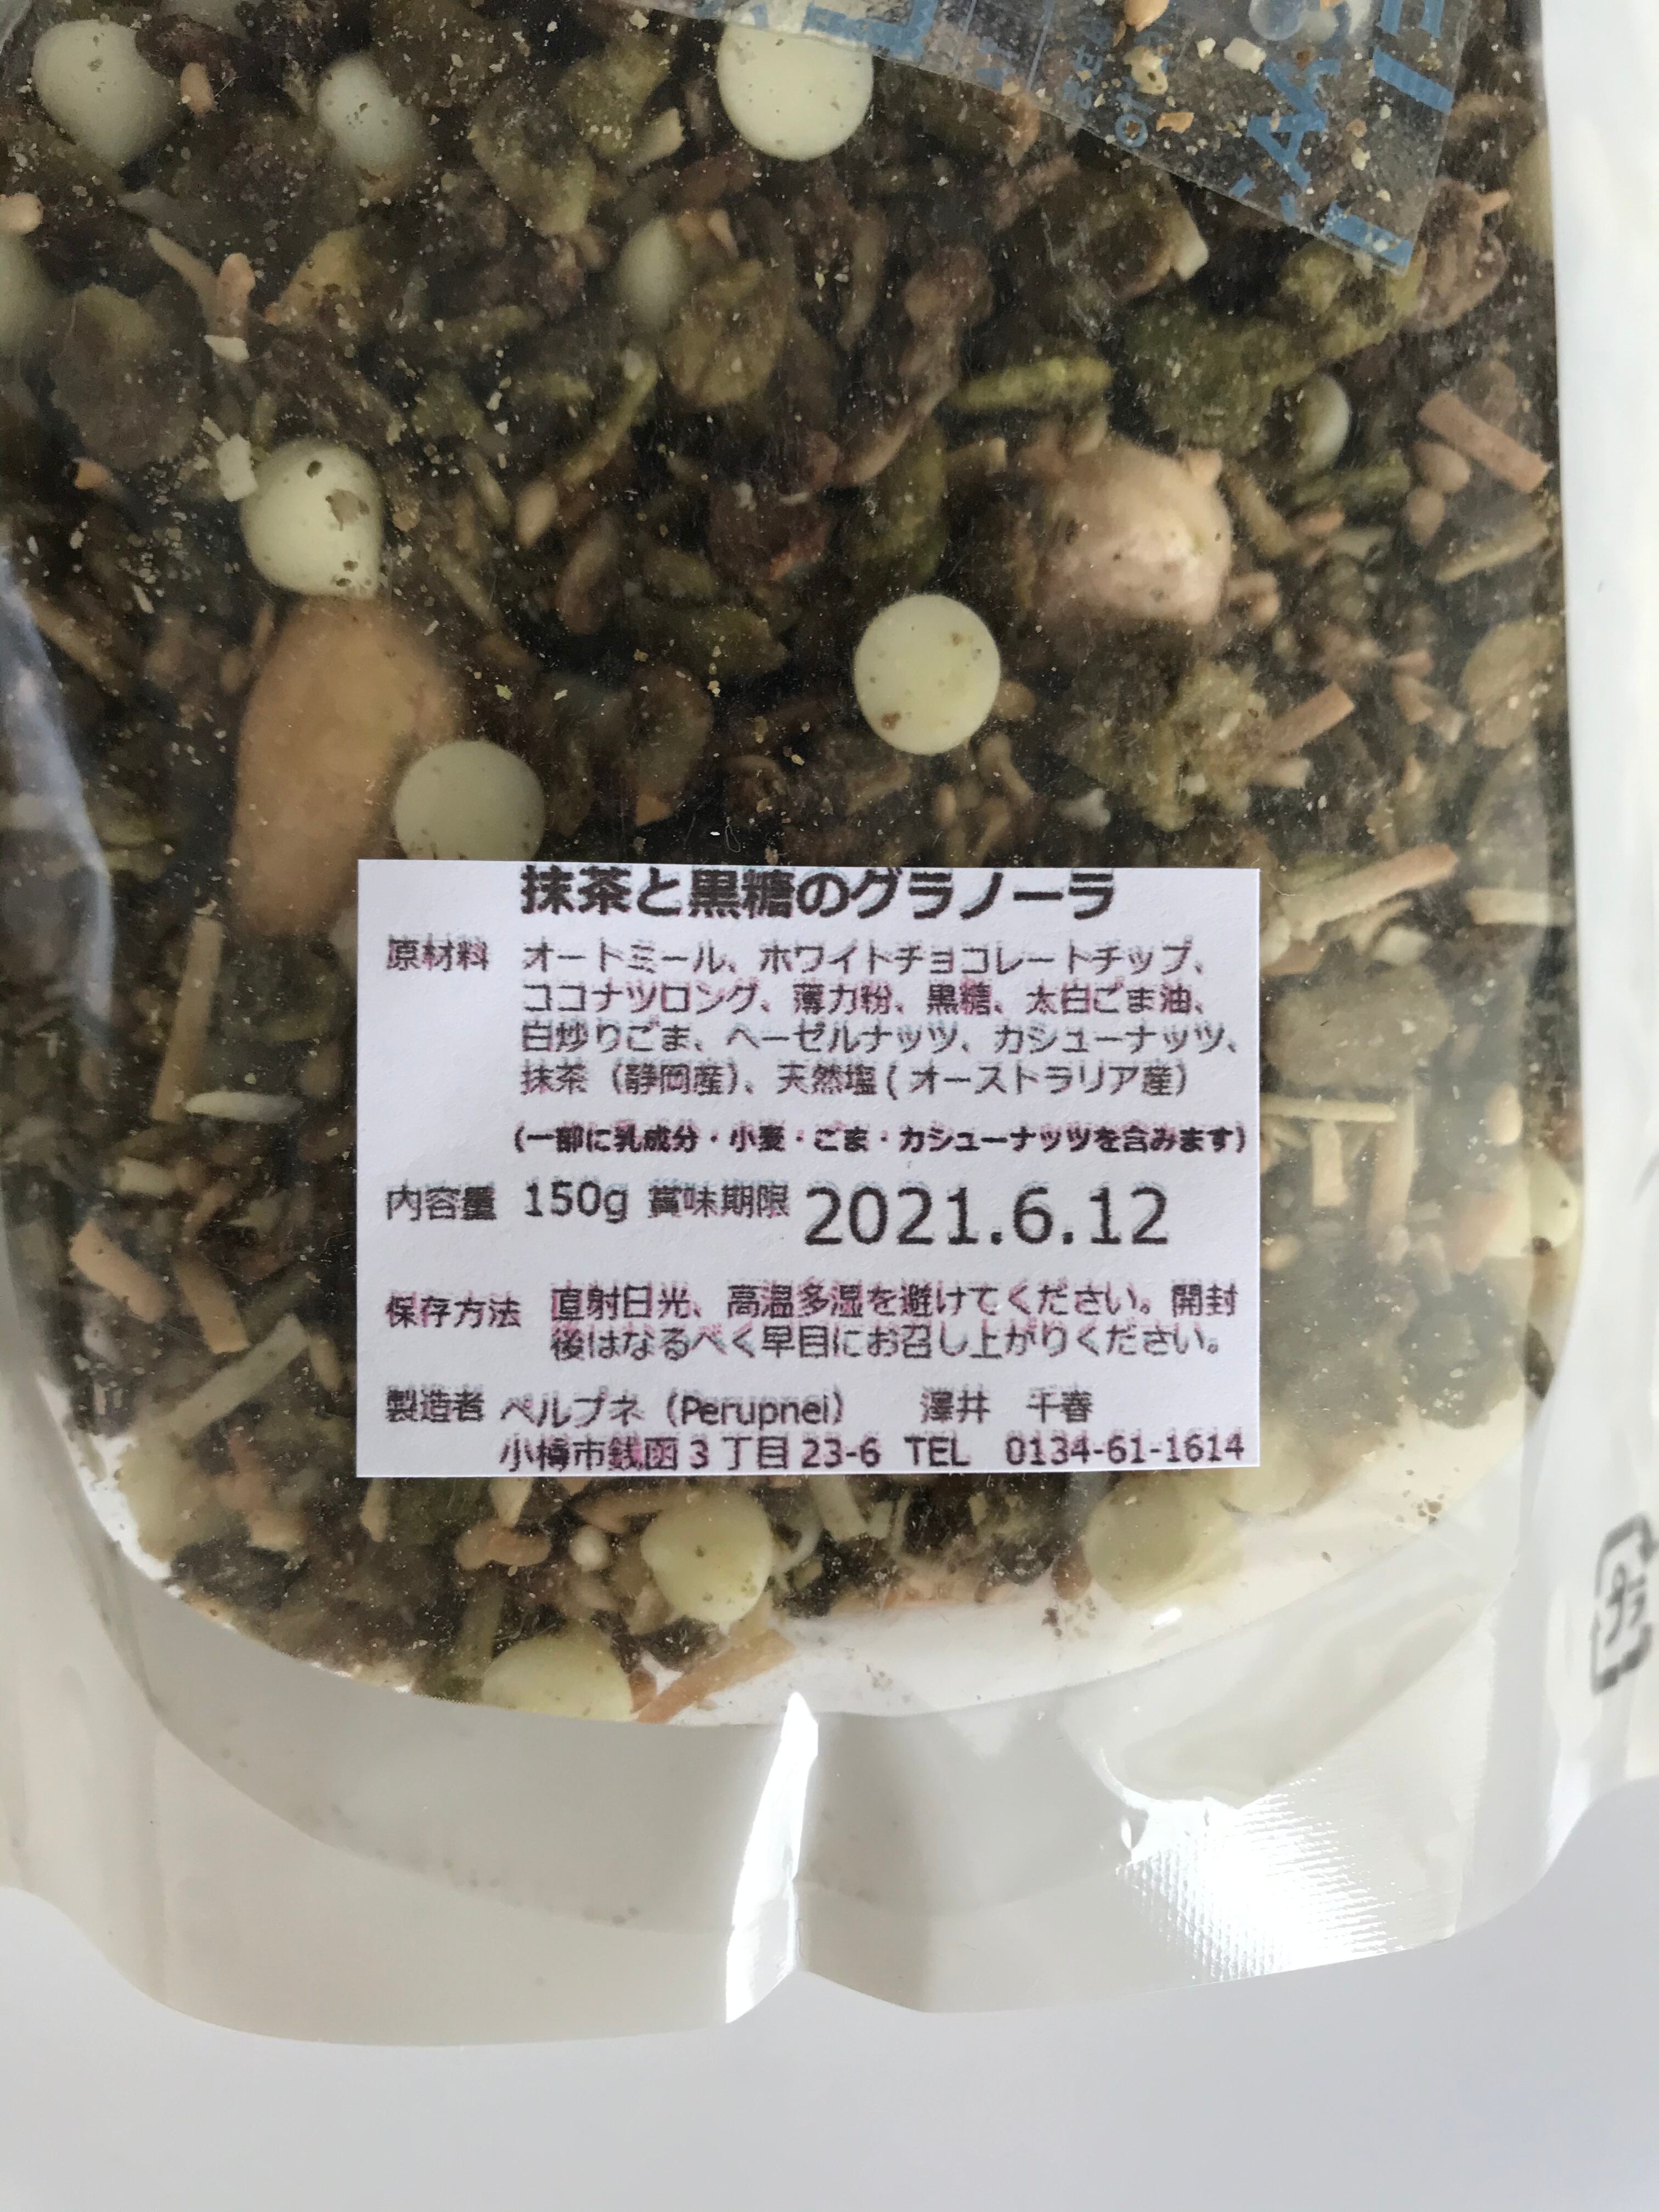 抹茶と黒糖のグラノーラ
原材料 オートミール、ホワイトチョコレートチップ、
ココナツロング、薄力粉、黒糖、太白ごま油、
白炒りごま、ヘーゼルナッツ、カシューナッツ、
抹茶（静岡産）、天然塩(オーストラリア産）
（一部に乳成分・小麦・ごま・カシューナッツを含みます）
内容量 150g 賞味期限 2021.6.12
保存方法 直射日光、高温多湿を避けてください。開封
後はなるべく早目にお召し上がりください。
製造者 ペルプネ（Perupnei） 澤井 千春
小樽市銭函3丁目23-6 TEL 0134-61-1614
プラ